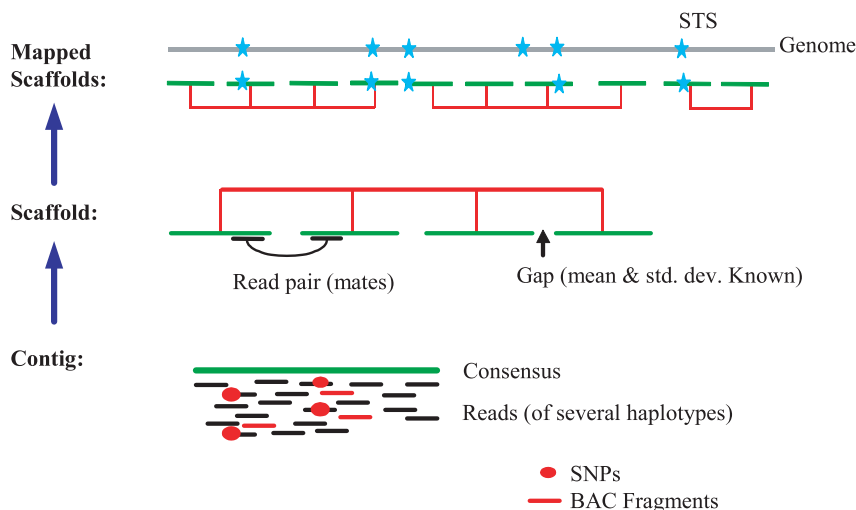 STS
Genome
Mapped
Scaffolds:
Scaffold:
Read pair (mates)
Gap (mean & std. dev. Known)
Contig:
Consensus
Reads (of several haplotypes)
SNPs
BAC Fragments